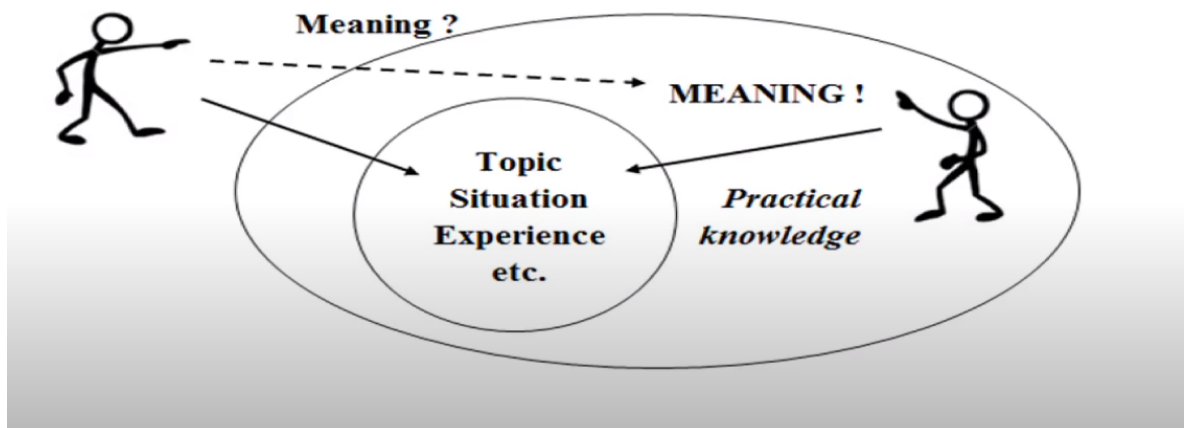 Meaning ?
MEANING !
Topic
Situation
Experience
etc.
Practical
knowledge